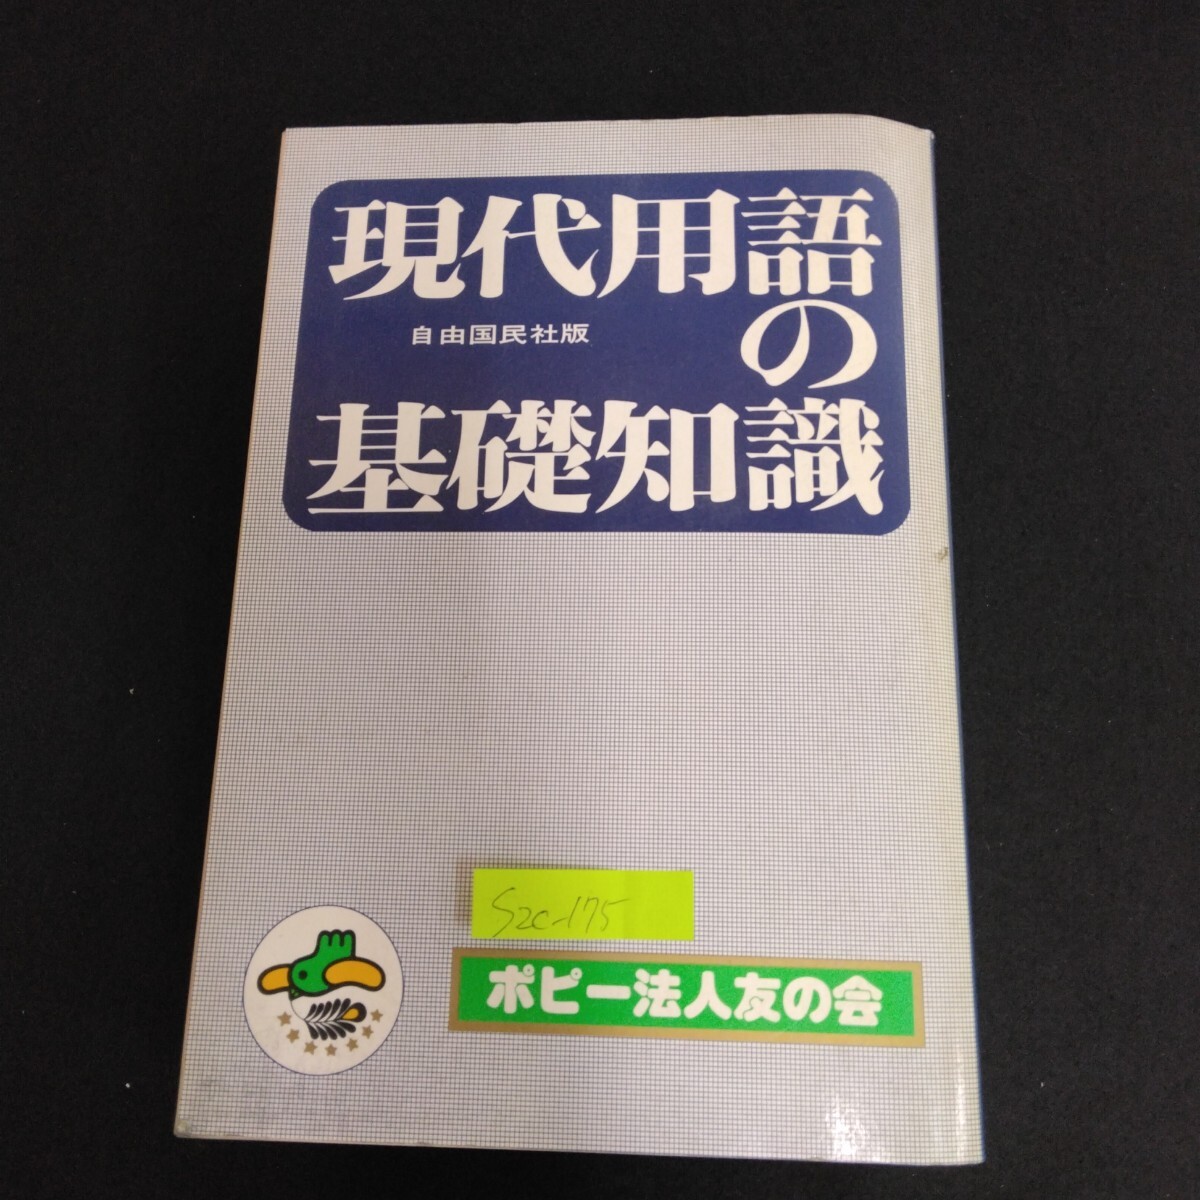 現代用語
の
自由国民社版
基礎知識
S2C-175
ポピー法人友の会